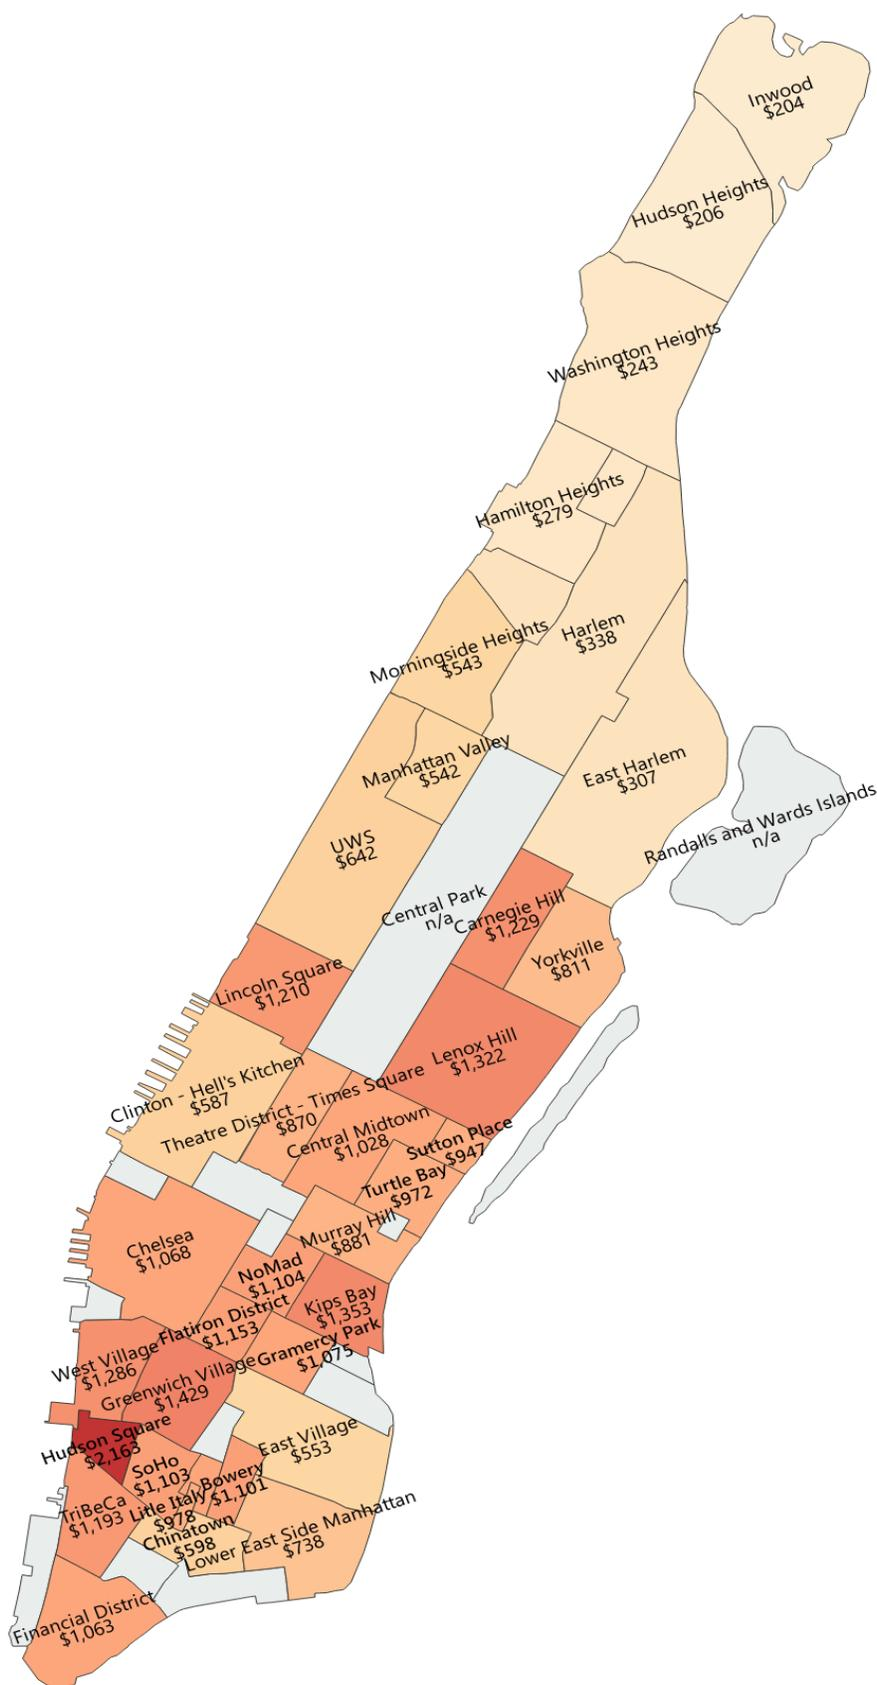 Inwood
$204
Hudson Heights
$206
Washington Heights
$243
Hamilton Heights
$279
Harlem
$338
Morningside Heights
$543
Manhattan Valley
$542
East Harlem
$307
Randalls and Wards Islands
n/a
UWS
$642
Central Park
n/a
Carnegie Hill
$1,229
Yorkville
$811
Lincoln Square
$1,210
Lenox Hill
$1,322
Clinton - Hell's Kitchen
$587
Theatre District - Times Square
$870
Central Midtown
$1,028
Sutton Place
$947
Turtle Bay
$972
Murray Hill
$881
Chelsea
$1,068
NoMad
$1,104
Kips Bay
$1,353
Flatiron District
$1,153
Gramercy Park
$1,075
West Village
$1,286
Greenwich Village
$1,429
Hudson Square
$2,163
East Village
$553
SoHo
$1,103
Bowery
$1,101
TriBeCa
$1,193
Litle Italy
$978
Chinatown
$598
Lower East Side Manhattan
$738
Financial District
$1,063